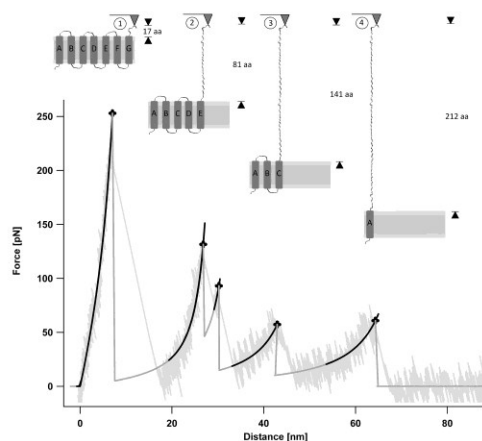 1 2 3 4
17 aa
A B C D E F G
81 aa
141 aa
212 aa
A B C D E
A B C
A
250
200
150
100
50
0
Force [pN]
0 20 40 60 80
Distance [nm]